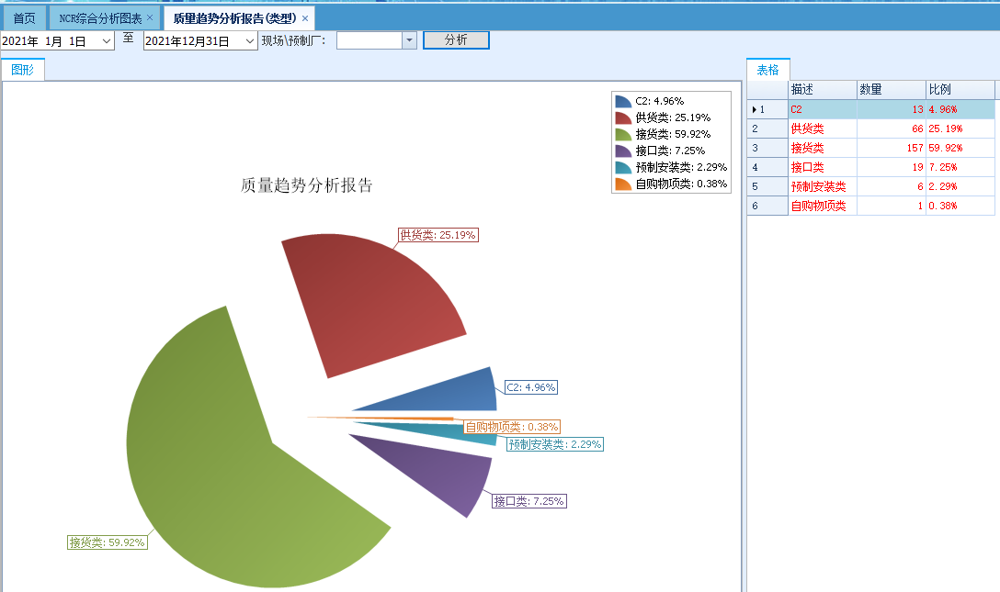 首页 NCR综合分析图表 × 质量趋势分析报告(类型) ×
2021年 1月 1日 至 2021年12月31日 现场\预制厂: 分析
图形
质量趋势分析报告
C2: 4.96%
供货类: 25.19%
接货类: 59.92%
接口类: 7.25%
预制安装类: 2.29%
自购物项类: 0.38%
供货类: 25.19%
C2: 4.96%
自购物项类: 0.38%
预制安装类: 2.29%
接口类: 7.25%
接货类: 59.92%
表格
描述 数量 比例
1 C2 13 4.96%
2 供货类 66 25.19%
3 接货类 157 59.92%
4 接口类 19 7.25%
5 预制安装类 6 2.29%
6 自购物项类 1 0.38%